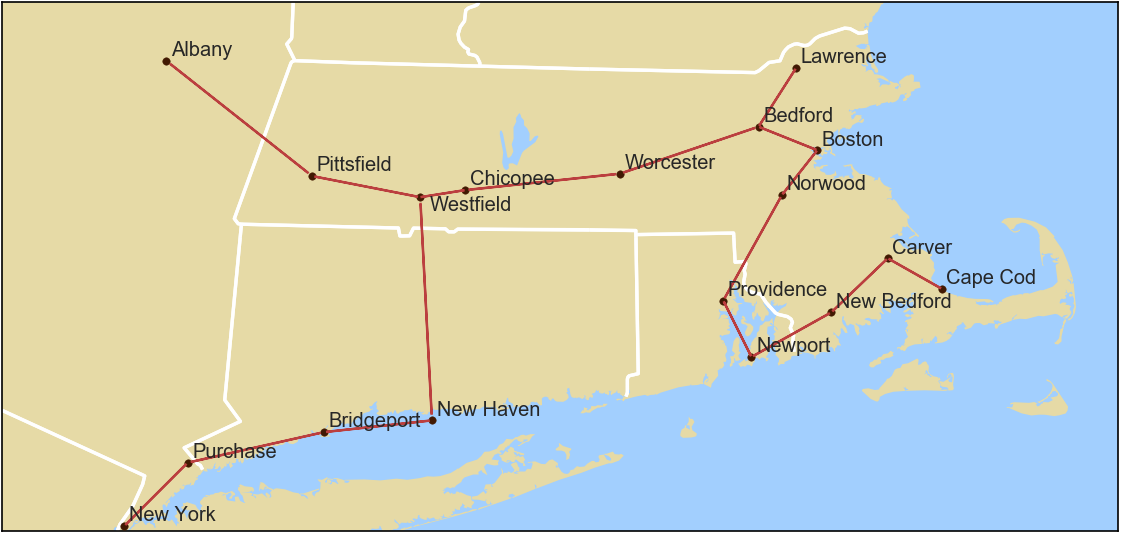 Albany
Lawrence
Bedford
Boston
Pittsfield
Chicopee
Worcester
Westfield
Norwood
Carver
Cape Cod
Providence
New Bedford
Newport
New Haven
Bridgeport
Purchase
New York